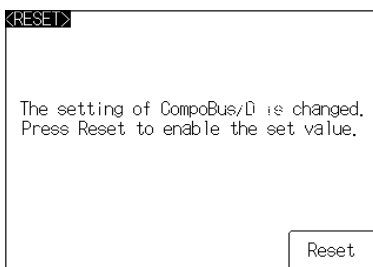 <RESET>
The setting of CompoBus/D is changed.
Press Reset to enable the set value.
Reset